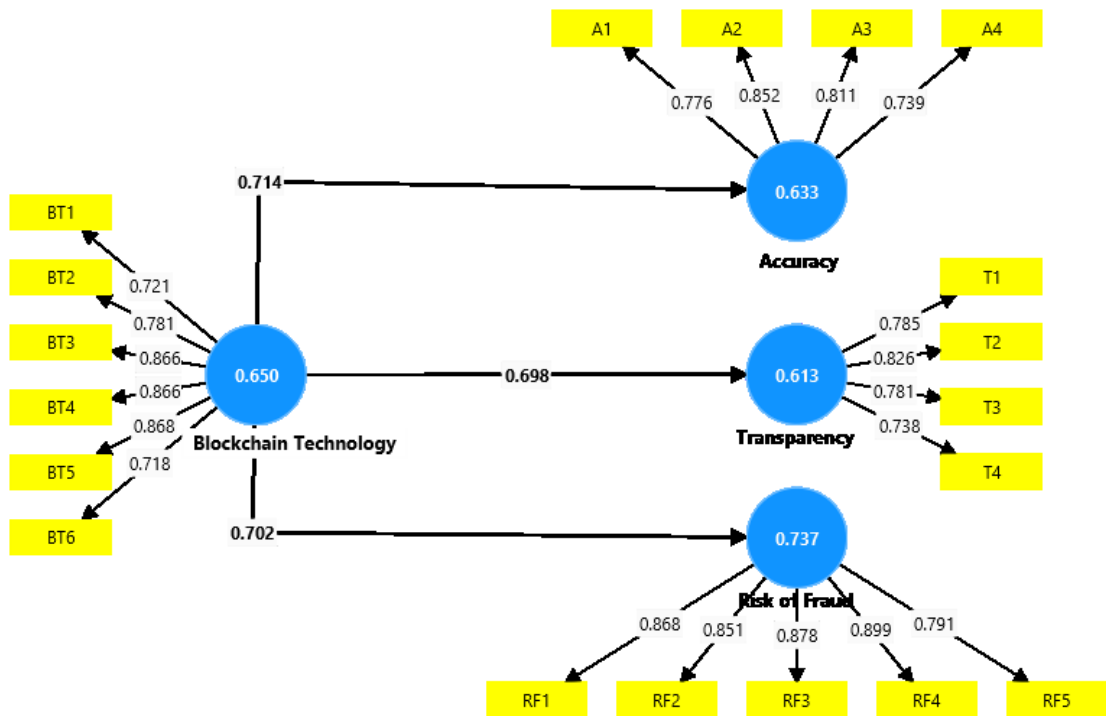 A1 A2 A3 A4
0.776 0.852 0.811 0.739
0.714
0.633
Accuracy
BT1
BT2
BT3
BT4
BT5
BT6
0.721
0.781
0.866
0.866
0.868
0.718
0.650
Blockchain Technology
0.698
0.613
Transparency
T1
T2
T3
T4
0.785
0.826
0.781
0.738
0.702
0.737
Risk of Fraud
0.868 0.851 0.878 0.899 0.791
RF1 RF2 RF3 RF4 RF5